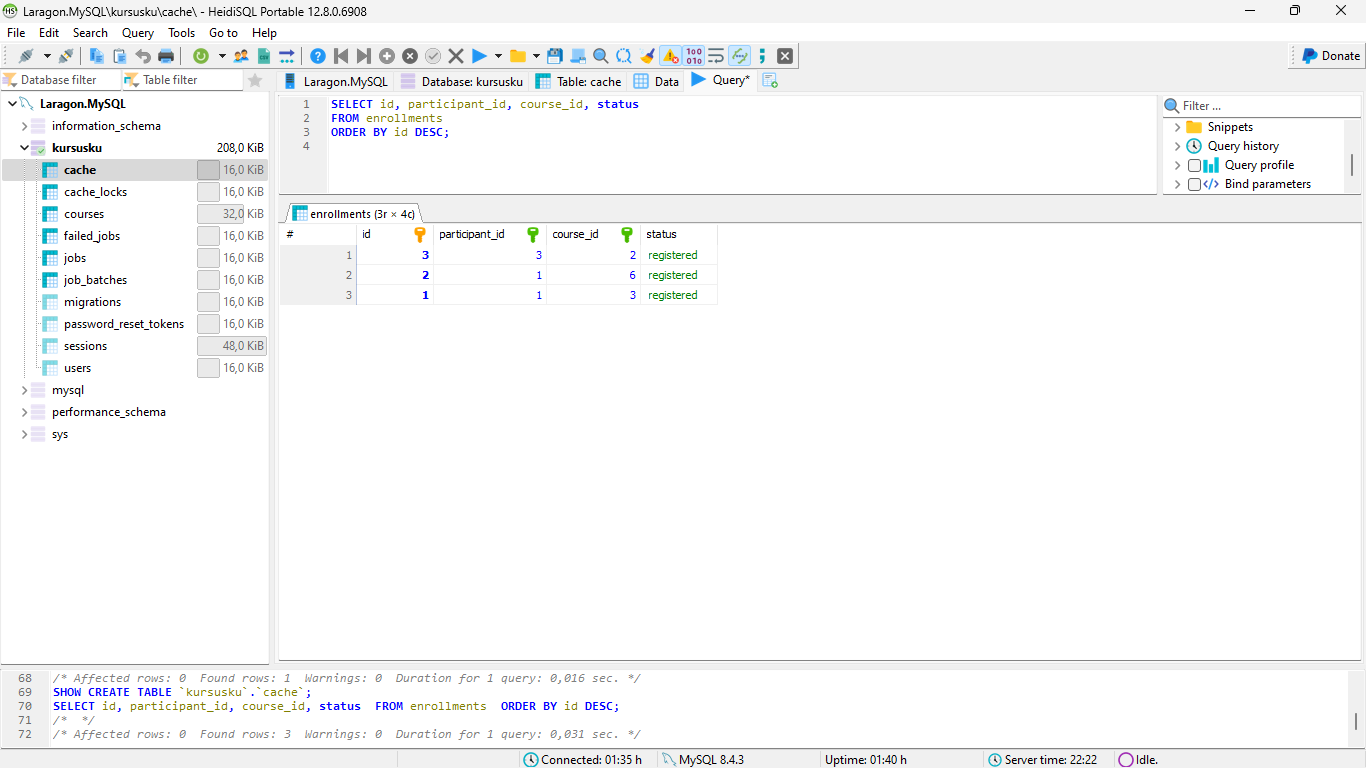 HS Laragon.MySQL\kursusku\cache\ - HeidiSQL Portable 12.8.0.6908
File Edit Search Query Tools Go to Help
Donate
Database filter Table filter
Laragon.MySQL Database: kursusku Table: cache Data Query*
Laragon.MySQL
information_schema
kursusku 208,0 KiB
cache 16,0 KiB
cache_locks 16,0 KiB
courses 32,0 KiB
failed_jobs 16,0 KiB
jobs 16,0 KiB
job_batches 16,0 KiB
migrations 16,0 KiB
password_reset_tokens 16,0 KiB
sessions 48,0 KiB
users 16,0 KiB
mysql
performance_schema
sys
1 SELECT id, participant_id, course_id, status
2 FROM enrollments
3 ORDER BY id DESC;
4
Filter ...
Snippets
Query history
Query profile
Bind parameters
enrollments (3r × 4c)
# id participant_id course_id status
1 3 3 2 registered
2 2 1 6 registered
3 1 1 3 registered
68 /* Affected rows: 0 Found rows: 1 Warnings: 0 Duration for 1 query: 0,016 sec. */
69 SHOW CREATE TABLE `kursusku`.`cache`;
70 SELECT id, participant_id, course_id, status FROM enrollments ORDER BY id DESC;
71 /* */
72 /* Affected rows: 0 Found rows: 3 Warnings: 0 Duration for 1 query: 0,031 sec. */
Connected: 01:35 h MySQL 8.4.3 Uptime: 01:40 h Server time: 22:22 Idle.